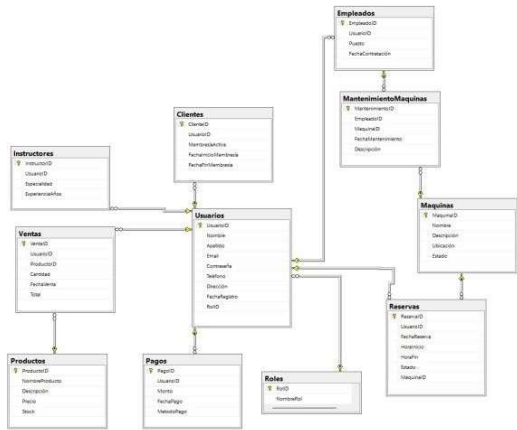 Empleados
EmpleadoID
UsuarioID
Puesto
FechaContratación
MantenimientoMaquinas
MantenimientoID
EmpleadoID
MaquinaID
FechaMantenimiento
Descripción
Clientes
ClienteID
UsuarioID
MembresíaActiva
FechaInicioMembresía
FechaFinMembresía
Instructores
InstructorID
UsuarioID
Especialidad
ExperienciaAños
Maquinas
MaquinaID
Nombre
Descripción
Ubicación
Estado
Usuarios
UsuarioID
Nombre
Apellido
Email
Contraseña
Teléfono
Dirección
FechaRegistro
RolID
Ventas
VentaID
UsuarioID
ProductoID
Cantidad
FechaVenta
Total
Reservas
ReservaID
UsuarioID
FechaReserva
HoraInicio
HoraFin
Estado
MaquinaID
Productos
ProductoID
NombreProducto
Descripción
Precio
Stock
Pagos
PagoID
UsuarioID
Monto
FechaPago
MetodoPago
Roles
RolID
NombreRol